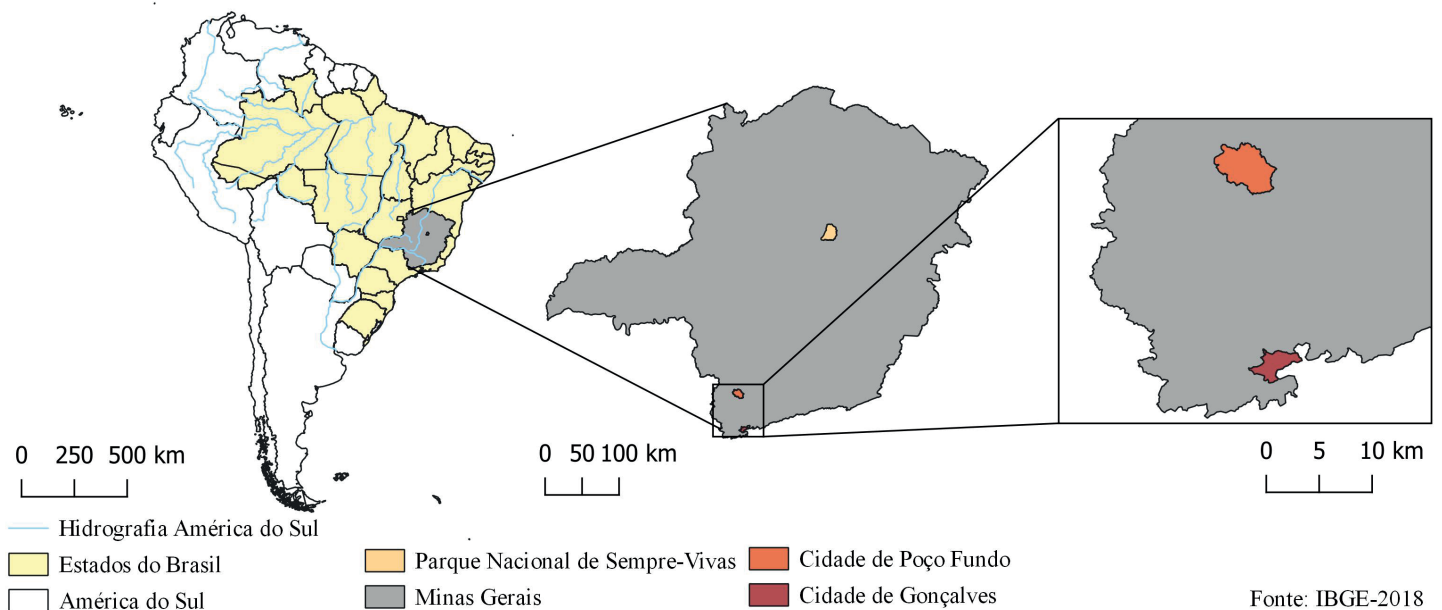 0 250 500 km
0 50 100 km
0 5 10 km
Hidrografia América do Sul
Estados do Brasil
América do Sul
Parque Nacional de Sempre-Vivas
Minas Gerais
Cidade de Poço Fundo
Cidade de Gonçalves
Fonte: IBGE-2018